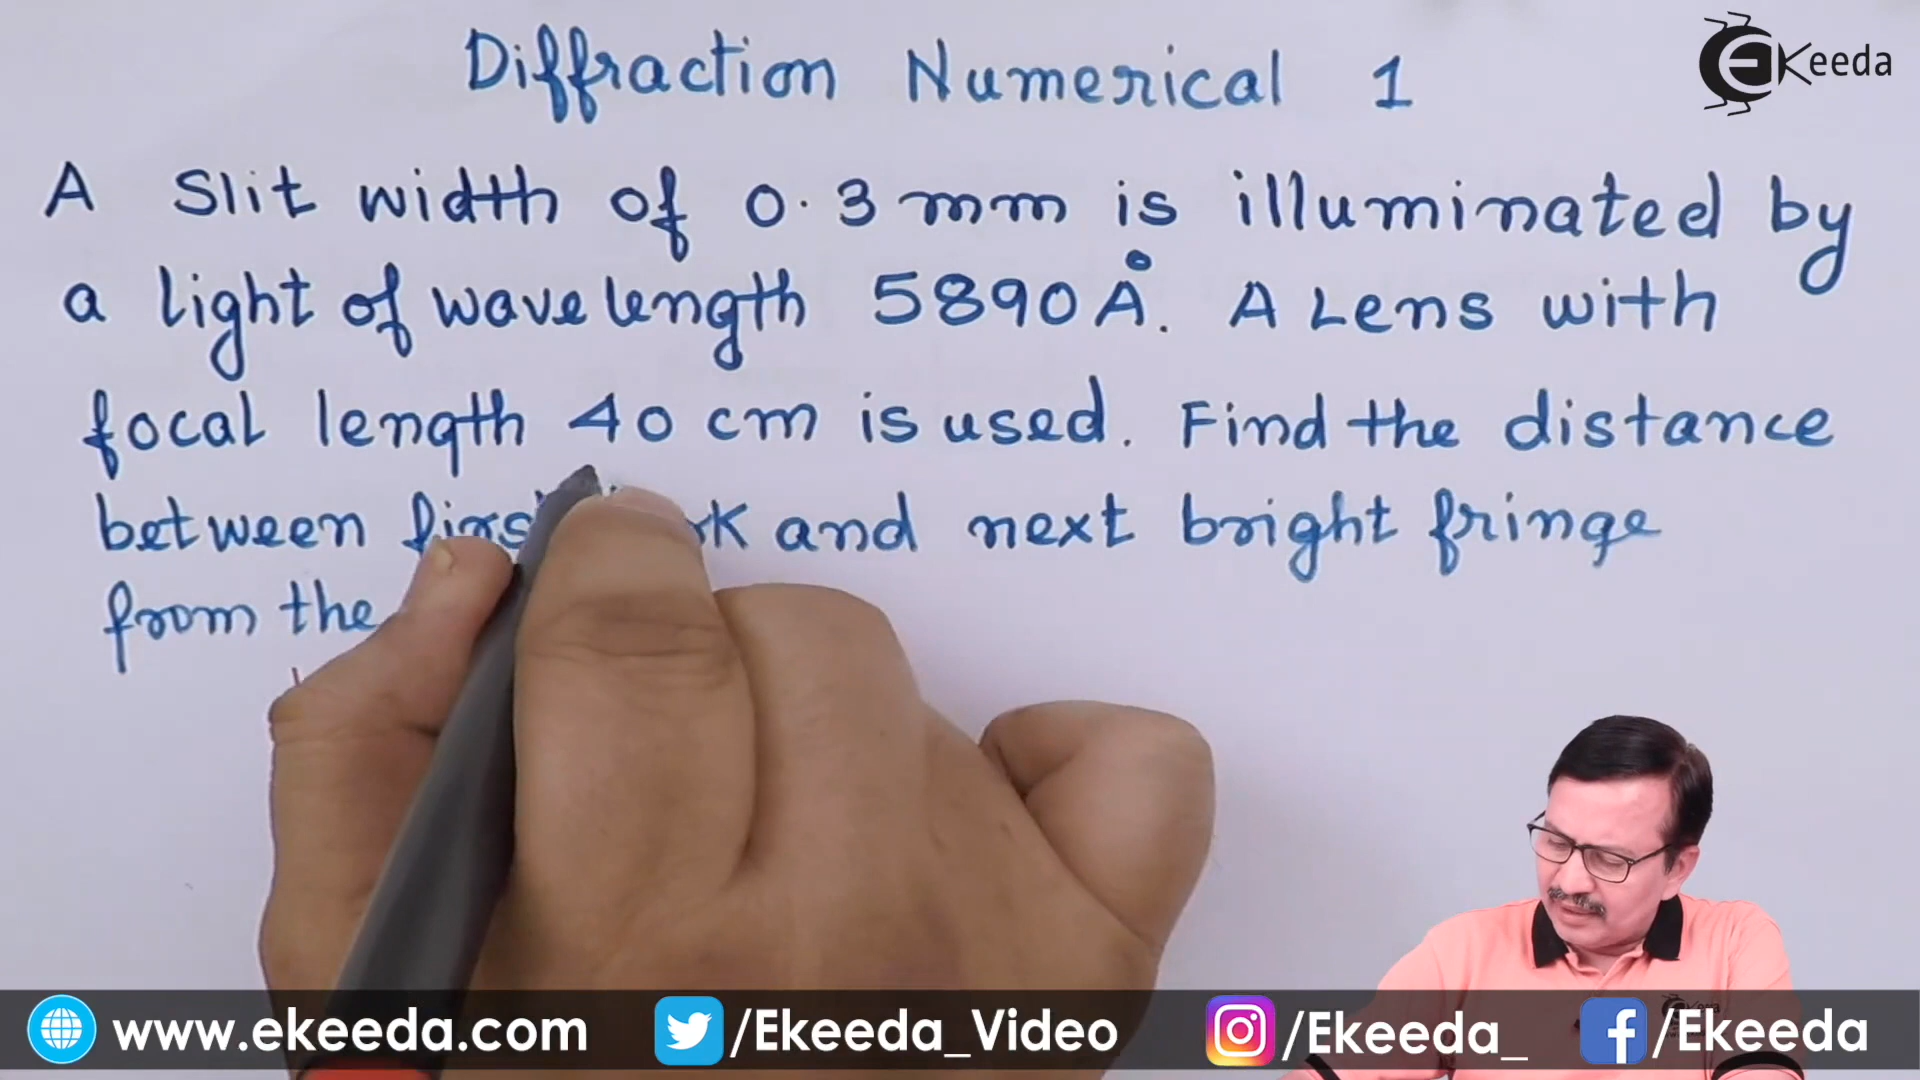 Diffraction Numerical 1
Ekeeda
A Slit width of 0.3 mm is illuminated by
a light of wavelength 5890 Å. A Lens with
focal length 40 cm is used. Find the distance
between and next bright fringe
from the
www.ekeeda.com /Ekeeda_Video /Ekeeda_ /Ekeeda